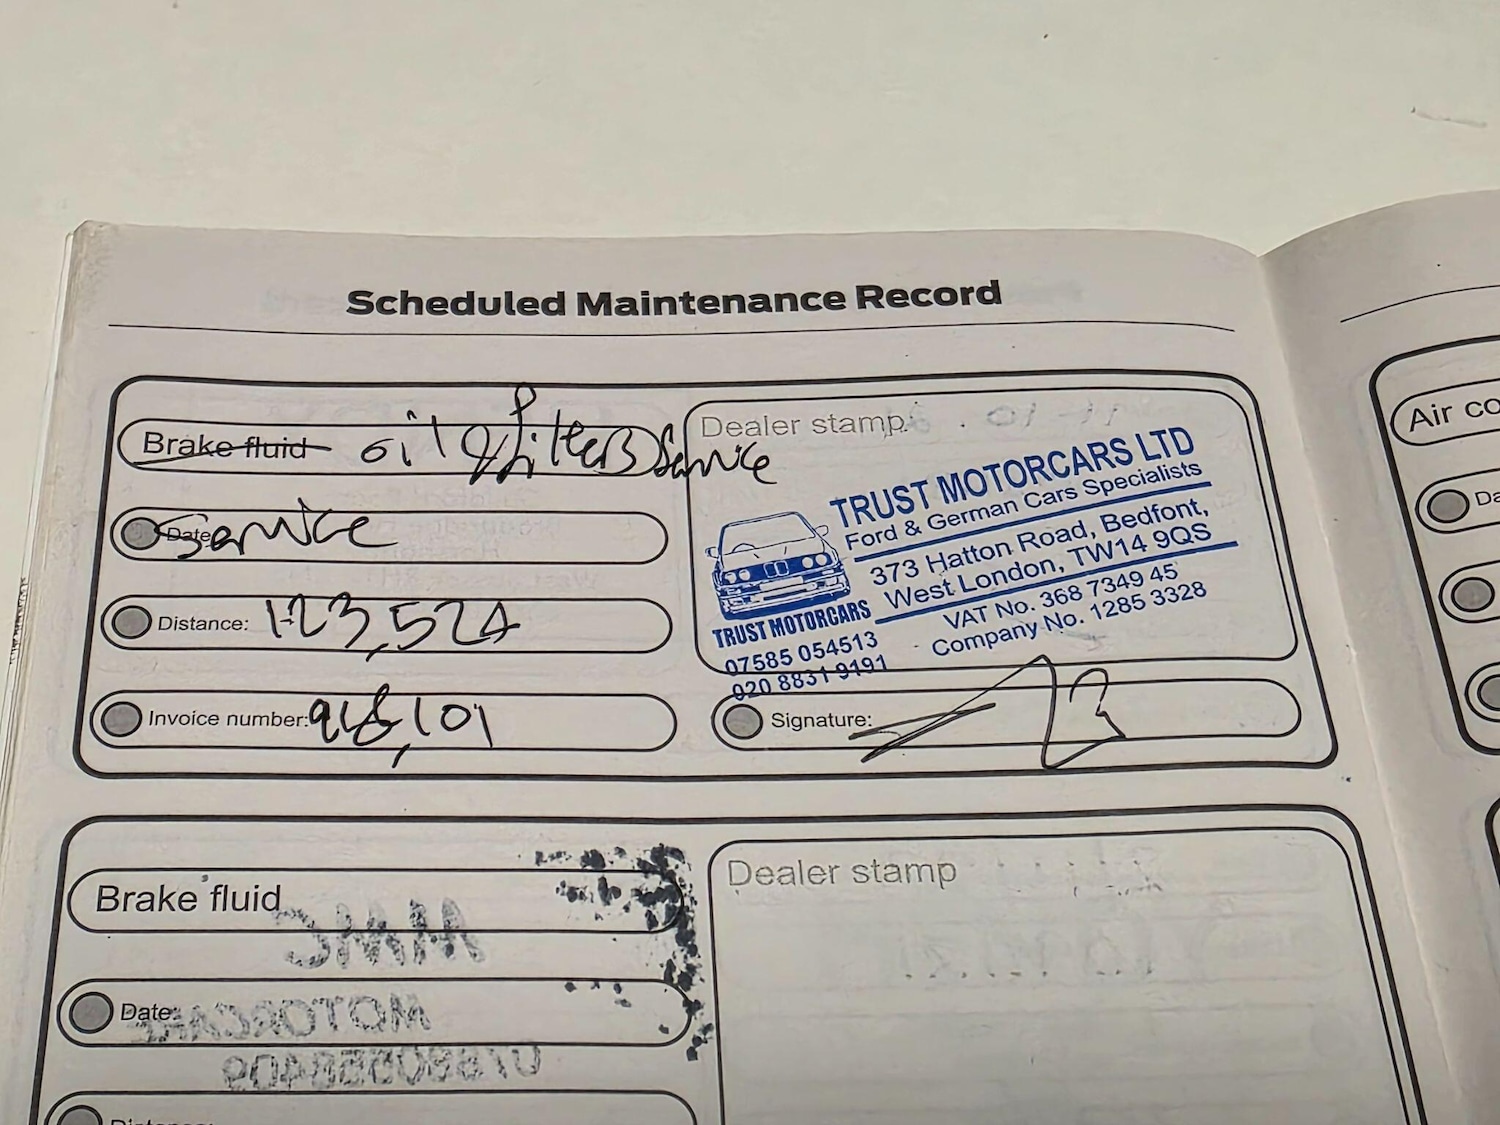 Scheduled Maintenance Record
Brake fluid oil & filters Service
Date: Service
Distance: 123,524
Invoice number: 918,101
Dealer stamp
TRUST MOTORCARS LTD
Ford & German Cars Specialists
373 Hatton Road, Bedfont,
West London, TW14 9QS
VAT No. 368 7349 45
Company No. 1285 3328
TRUST MOTORCARS
07585 054513
020 8831 9191
Signature:
Brake fluid
Date:
Distance:
Dealer stamp
Air co
Da